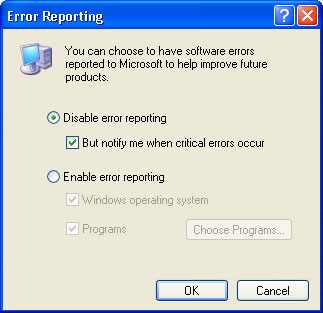 Error Reporting
You can choose to have software errors
reported to Microsoft to help improve future
products.
Disable error reporting
But notify me when critical errors occur
Enable error reporting
Windows operating system
Programs
Choose Programs...
OK
Cancel